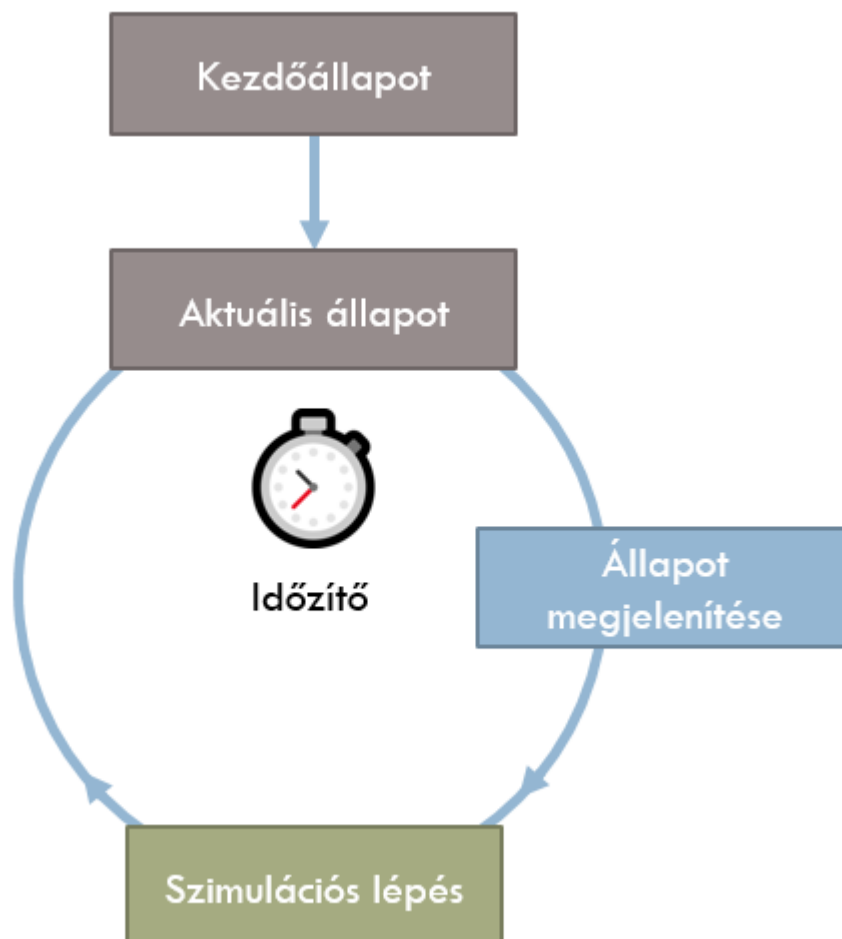 Kezdőállapot
Aktuális állapot
Időzítő
Állapot
megjelenítése
Szimulációs lépés